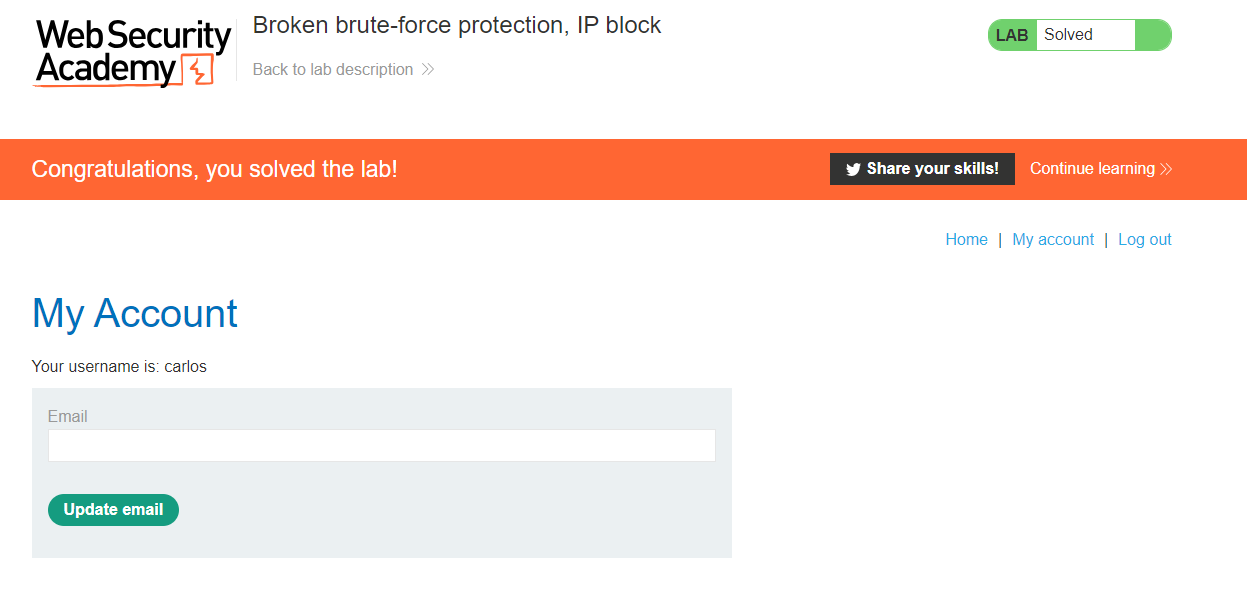 Web Security
Academy
Broken brute-force protection, IP block
Back to lab description
LAB Solved
Congratulations, you solved the lab!
Share your skills!
Continue learning
Home | My account | Log out
My Account
Your username is: carlos
Email
Update email